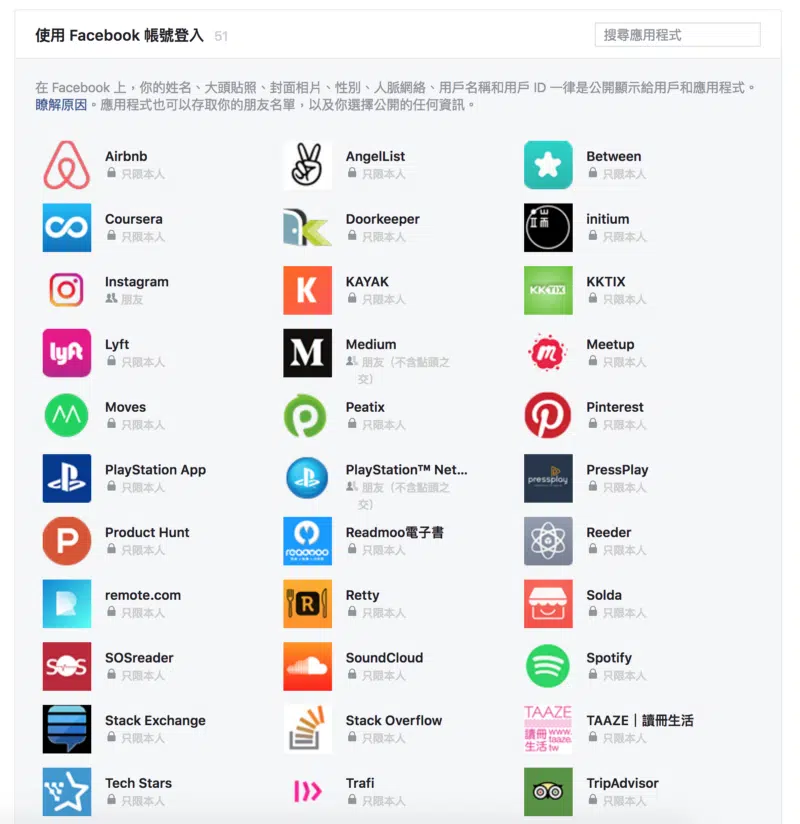 使用 Facebook 帳號登入 51
搜尋應用程式
在 Facebook 上，你的姓名、大頭貼照、封面相片、性別、人脈網絡、用戶名稱和用戶 ID 一律是公開顯示給用戶和應用程式。
瞭解原因。應用程式也可以存取你的朋友名單，以及你選擇公開的任何資訊。
Airbnb
只限本人
AngelList
只限本人
Between
只限本人
Coursera
只限本人
Doorkeeper
只限本人
initium
只限本人
Instagram
朋友
K
KAYAK
只限本人
KKTIX
KKTIX
只限本人
lyft
Lyft
只限本人
M
Medium
朋友（不含點頭之
交）
m
Meetup
只限本人
Moves
只限本人
Peatix
只限本人
Pinterest
只限本人
PlayStation App
只限本人
PlayStation™ Net...
朋友（不含點頭之
交）
pressplay
PressPlay
只限本人
P
Product Hunt
只限本人
readmoo
Readmoo電子書
只限本人
Reeder
只限本人
remote.com
只限本人
R
Retty
只限本人
Solda
只限本人
SOS
SOSreader
只限本人
SoundCloud
只限本人
Spotify
只限本人
Stack Exchange
只限本人
Stack Overflow
只限本人
TAAZE
讀冊 www.
生活 taaze.
tw
TAAZE｜讀冊生活
只限本人
Tech Stars
只限本人
Trafi
只限本人
TripAdvisor
只限本人